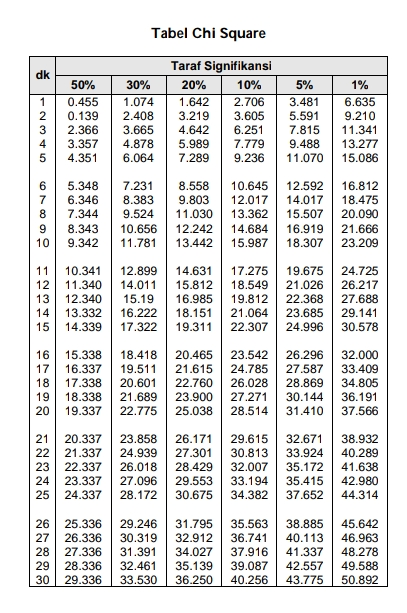 Tabel Chi Square
dk Taraf Signifikansi
50% 30% 20% 10% 5% 1%
1 0.455 1.074 1.642 2.706 3.481 6.635
2 0.139 2.408 3.219 3.605 5.591 9.210
3 2.366 3.665 4.642 6.251 7.815 11.341
4 3.357 4.878 5.989 7.779 9.488 13.277
5 4.351 6.064 7.289 9.236 11.070 15.086
6 5.348 7.231 8.558 10.645 12.592 16.812
7 6.346 8.383 9.803 12.017 14.017 18.475
8 7.344 9.524 11.030 13.362 15.507 20.090
9 8.343 10.656 12.242 14.684 16.919 21.666
10 9.342 11.781 13.442 15.987 18.307 23.209
11 10.341 12.899 14.631 17.275 19.675 24.725
12 11.340 14.011 15.812 18.549 21.026 26.217
13 12.340 15.19 16.985 19.812 22.368 27.688
14 13.332 16.222 18.151 21.064 23.685 29.141
15 14.339 17.322 19.311 22.307 24.996 30.578
16 15.338 18.418 20.465 23.542 26.296 32.000
17 16.337 19.511 21.615 24.785 27.587 33.409
18 17.338 20.601 22.760 26.028 28.869 34.805
19 18.338 21.689 23.900 27.271 30.144 36.191
20 19.337 22.775 25.038 28.514 31.410 37.566
21 20.337 23.858 26.171 29.615 32.671 38.932
22 21.337 24.939 27.301 30.813 33.924 40.289
23 22.337 26.018 28.429 32.007 35.172 41.638
24 23.337 27.096 29.553 33.194 35.415 42.980
25 24.337 28.172 30.675 34.382 37.652 44.314
26 25.336 29.246 31.795 35.563 38.885 45.642
27 26.336 30.319 32.912 36.741 40.113 46.963
28 27.336 31.391 34.027 37.916 41.337 48.278
29 28.336 32.461 35.139 39.087 42.557 49.588
30 29.336 33.530 36.250 40.256 43.775 50.892